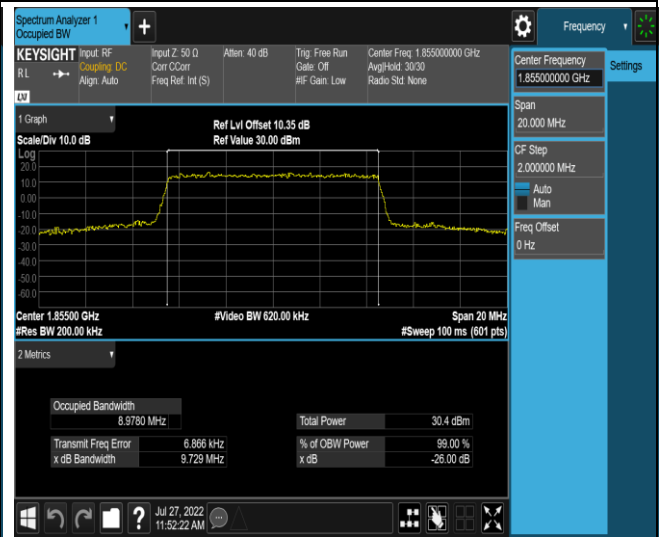 Spectrum Analyzer 1
Occupied BW
+
Frequency
KEYSIGHT
RL
LXI
Input: RF
Coupling: DC
Align: Auto
Input Z: 50 Ω
Corr CCorr
Freq Ref: Int (S)
Atten: 40 dB
Trig: Free Run
Gate: Off
#IF Gain: Low
Center Freq: 1.855000000 GHz
Avg|Hold: 30/30
Radio Std: None
Center Frequency
1.855000000 GHz
Settings
Span
20.000 MHz
CF Step
2.000000 MHz
Auto
Man
Freq Offset
0 Hz
1 Graph
Scale/Div 10.0 dB
Ref Lvl Offset 10.35 dB
Ref Value 30.00 dBm
Log
20.0
10.0
0.00
-10.0
-20.0
-30.0
-40.0
-50.0
-60.0
Center 1.85500 GHz
#Video BW 620.00 kHz
Span 20 MHz
#Res BW 200.00 kHz
#Sweep 100 ms (601 pts)
2 Metrics
Occupied Bandwidth
8.9780 MHz
Total Power 30.4 dBm
Transmit Freq Error 6.866 kHz
% of OBW Power 99.00 %
x dB Bandwidth 9.729 MHz
x dB -26.00 dB
?
Jul 27, 2022
11:52:22 AM